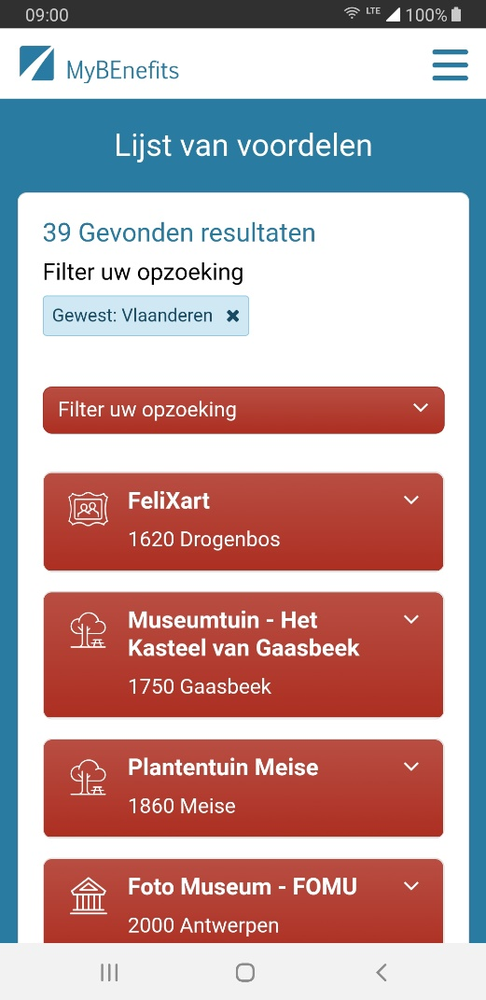 09:00 LTE 100%
MyBEnefits
Lijst van voordelen
39 Gevonden resultaten
Filter uw opzoeking
Gewest: Vlaanderen ✖
Filter uw opzoeking
FeliXart
1620 Drogenbos
Museumtuin - Het
Kasteel van Gaasbeek
1750 Gaasbeek
Plantentuin Meise
1860 Meise
Foto Museum - FOMU
2000 Antwerpen